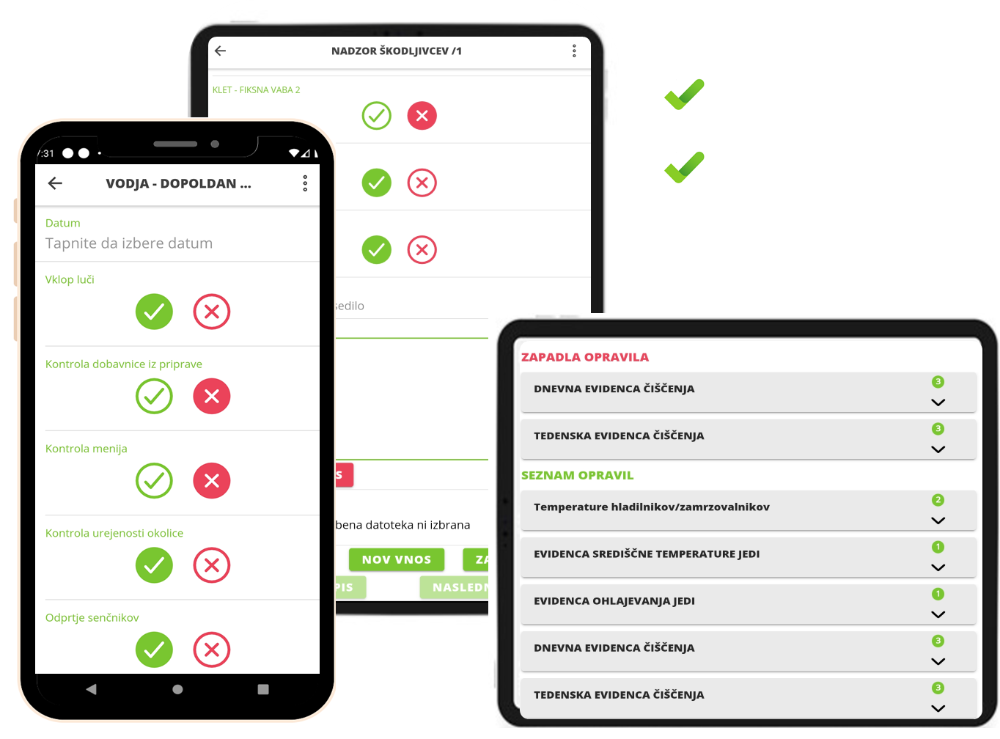 NADZOR ŠKODLJIVCEV /1
KLET - FIKSNA VABA 2
:31
VODJA - DOPOLDAN ...
Datum
Tapnite da izbere datum
Vklop luči
Kontrola dobavnice iz priprave
Kontrola menija
Kontrola urejenosti okolice
Odprtje senčnikov
sedilo
S
bena datoteka ni izbrana
NOV VNOS
ZA
PIS
NASLEDN
ZAPADLA OPRAVILA
DNEVNA EVIDENCA ČIŠČENJA
3
TEDENSKA EVIDENCA ČIŠČENJA
3
SEZNAM OPRAVIL
Temperature hladilnikov/zamrzovalnikov
2
EVIDENCA SREDIŠČNE TEMPERATURE JEDI
1
EVIDENCA OHLAJEVANJA JEDI
1
DNEVNA EVIDENCA ČIŠČENJA
3
TEDENSKA EVIDENCA ČIŠČENJA
3